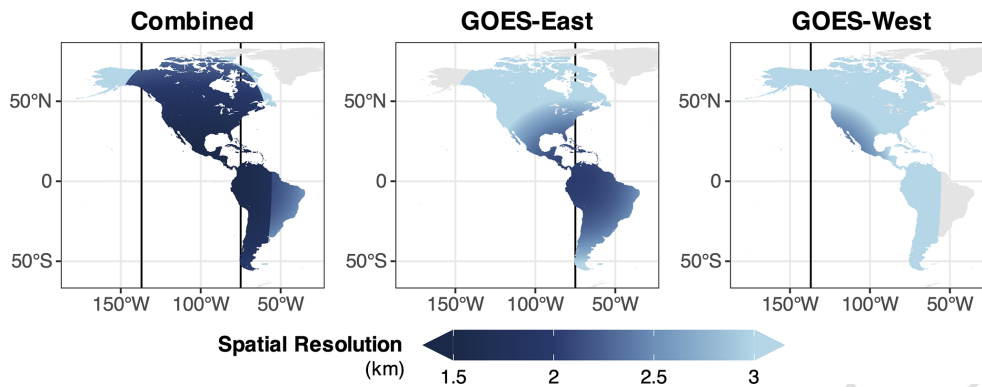 Combined GOES-East GOES-West
50°N 50°N 50°N
0 0 0
50°S 50°S 50°S
150°W 100°W 50°W 150°W 100°W 50°W 150°W 100°W 50°W
Spatial Resolution
(km)
1.5 2 2.5 3